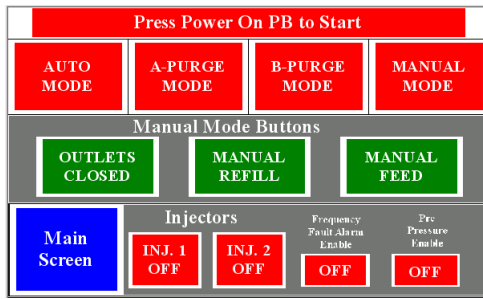 Press Power On PB to Start
AUTO MODE
A-PURGE MODE
B-PURGE MODE
MANUAL MODE
Manual Mode Buttons
OUTLETS CLOSED
MANUAL REFILL
MANUAL FEED
Main Screen
Injectors
INJ. 1 OFF
INJ. 2 OFF
Frequency
Fault Alarm
Enable
OFF
Pre
Pressure
Enable
OFF